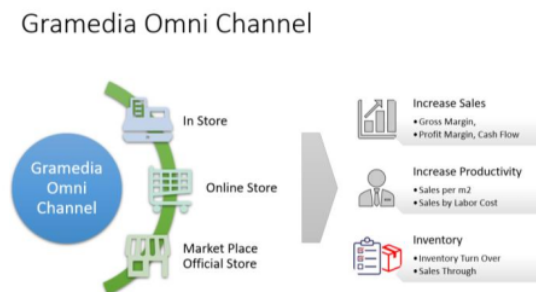 Gramedia Omni Channel
Gramedia
Omni
Channel
In Store
Online Store
Market Place
Official Store
Increase Sales
•Gross Margin,
•Profit Margin, Cash Flow
Increase Productivity
•Sales per m2
•Sales by Labor Cost
Inventory
•Inventory Turn Over
•Sales Through